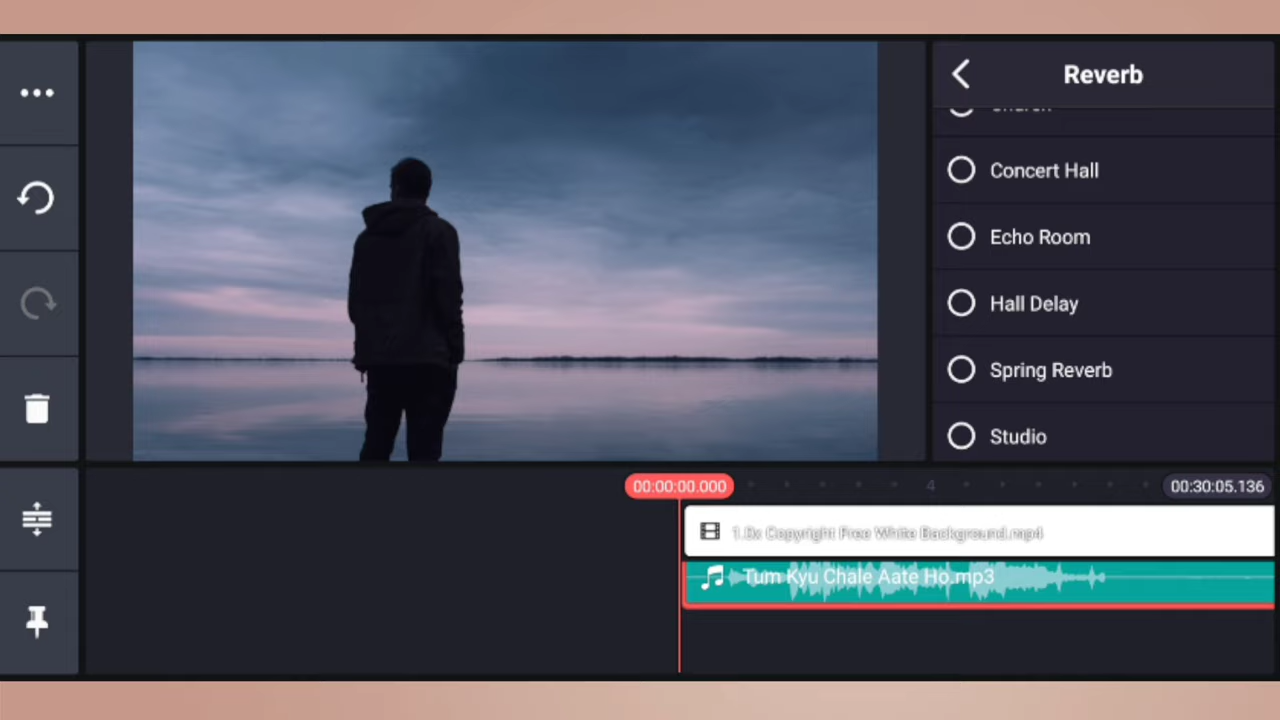 Reverb
Church
Concert Hall
Echo Room
Hall Delay
Spring Reverb
Studio
00:00:00.000
4
00:30:05.136
1.0x Copyright Free White Background.mp4
Tum Kyu Chale Aate Ho.mp3